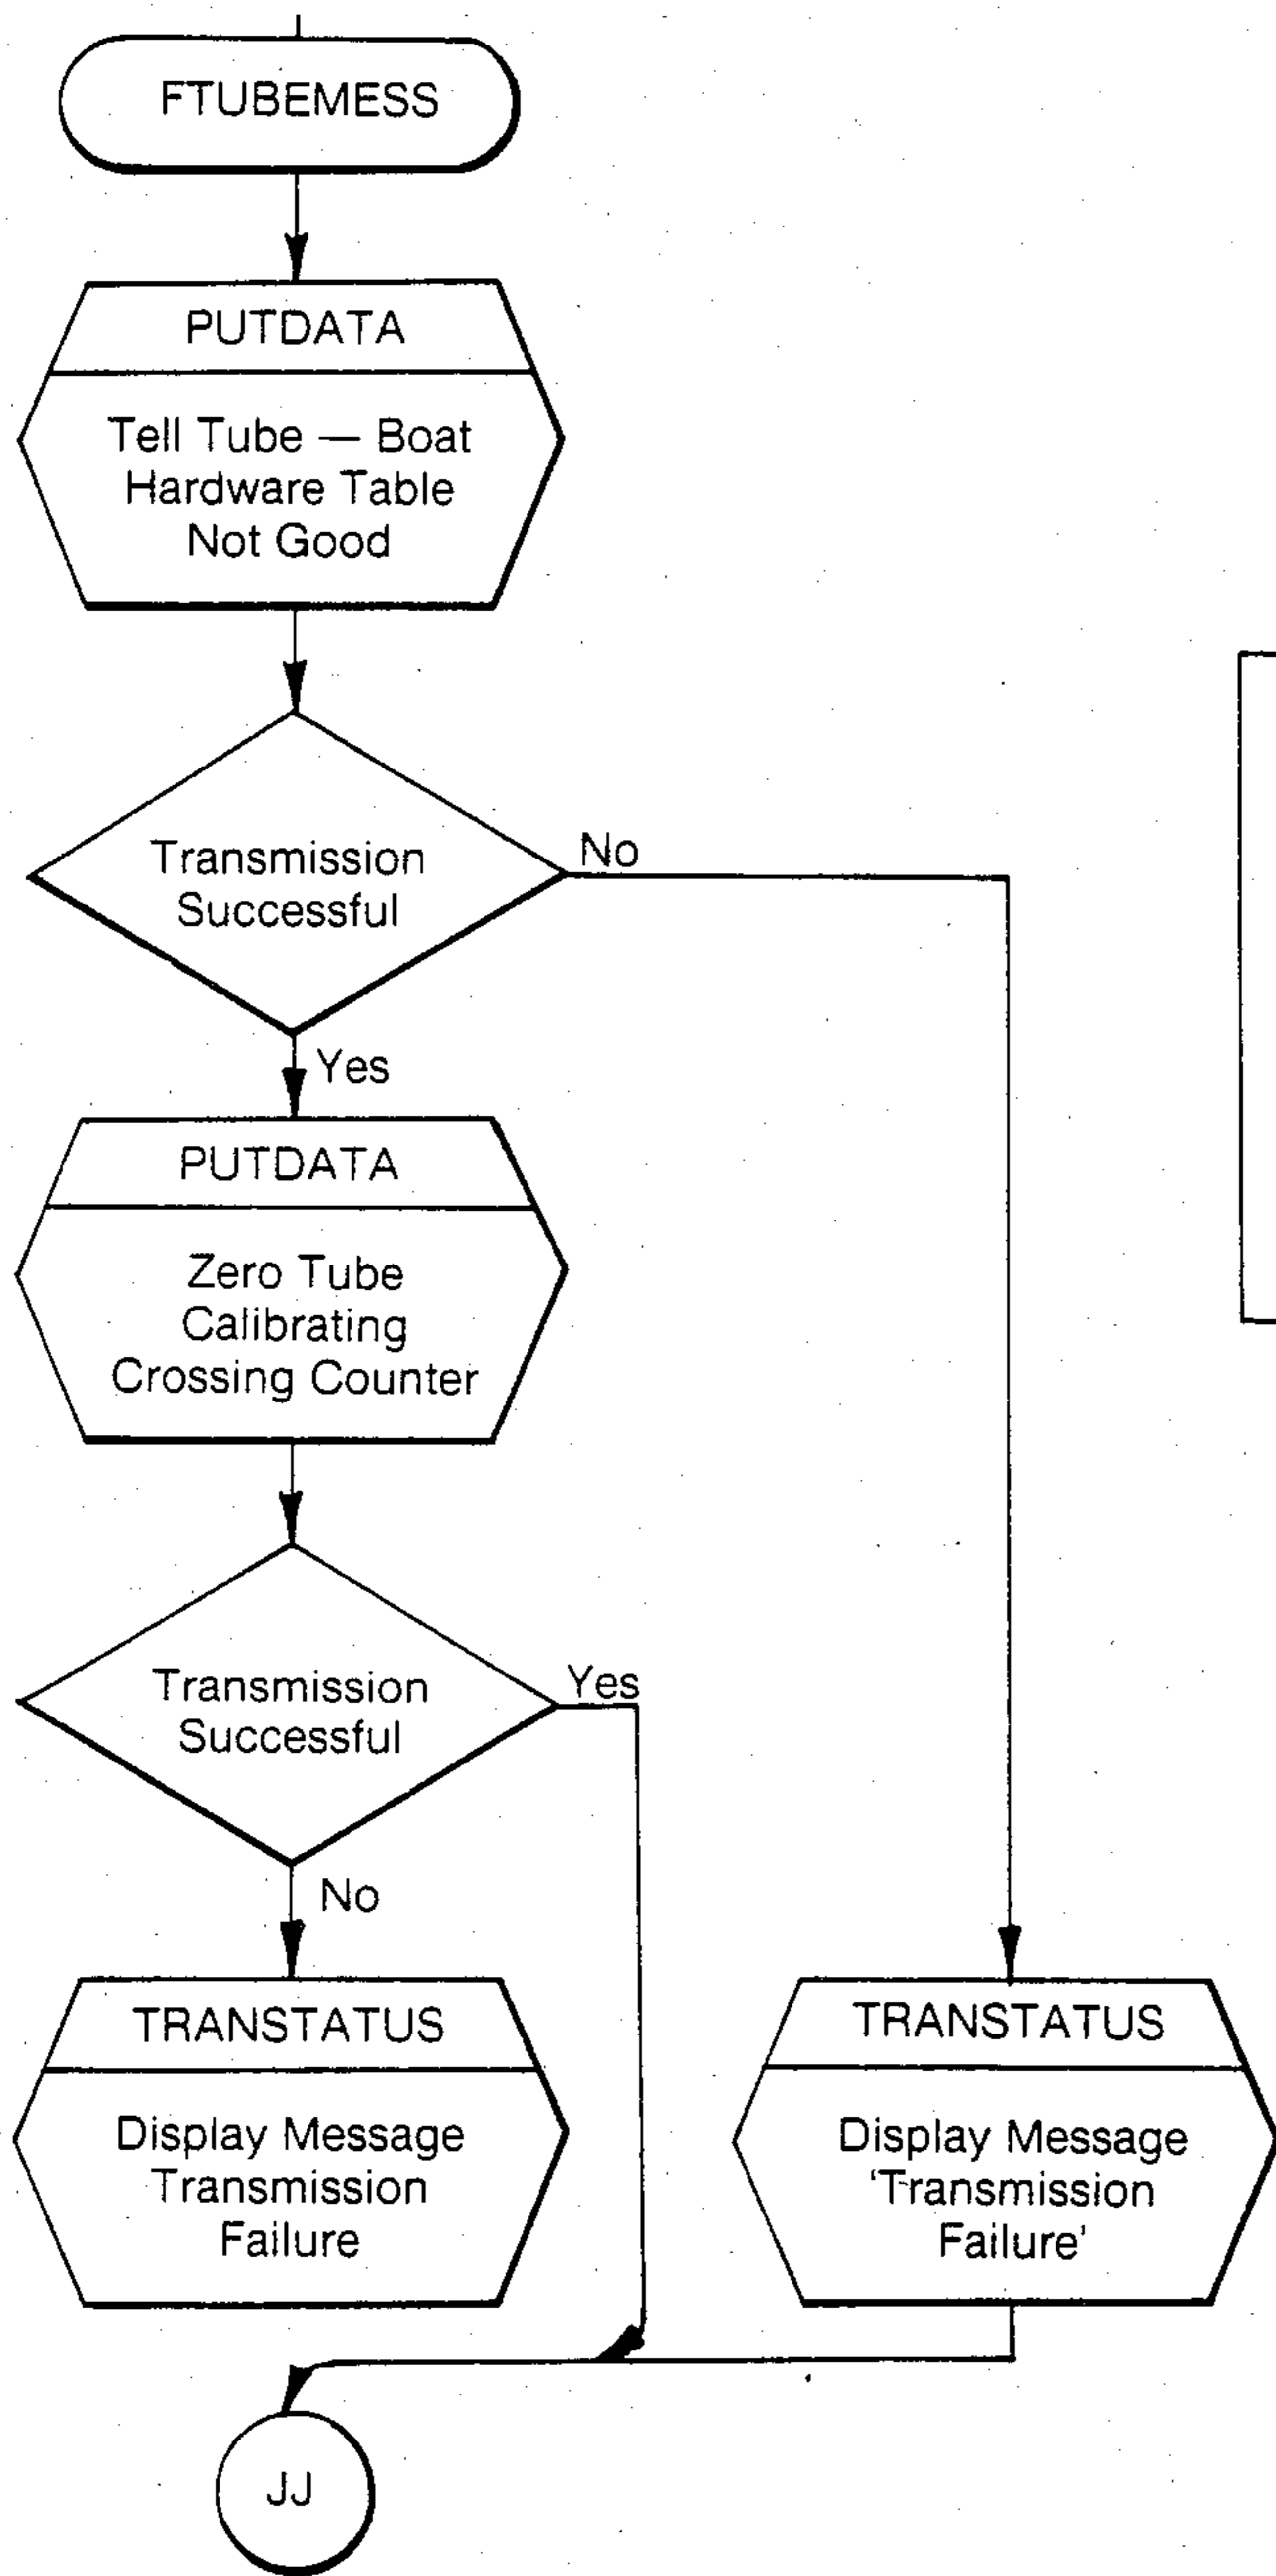 FTUBEMESS
PUTDATA
Tell Tube — Boat
Hardware Table
Not Good
Transmission
Successful
No
Yes
PUTDATA
Zero Tube
Calibrating
Crossing Counter
Transmission
Successful
Yes
No
TRANSTATUS
Display Message
Transmission
Failure
TRANSTATUS
Display Message
'Transmission
Failure'
JJ